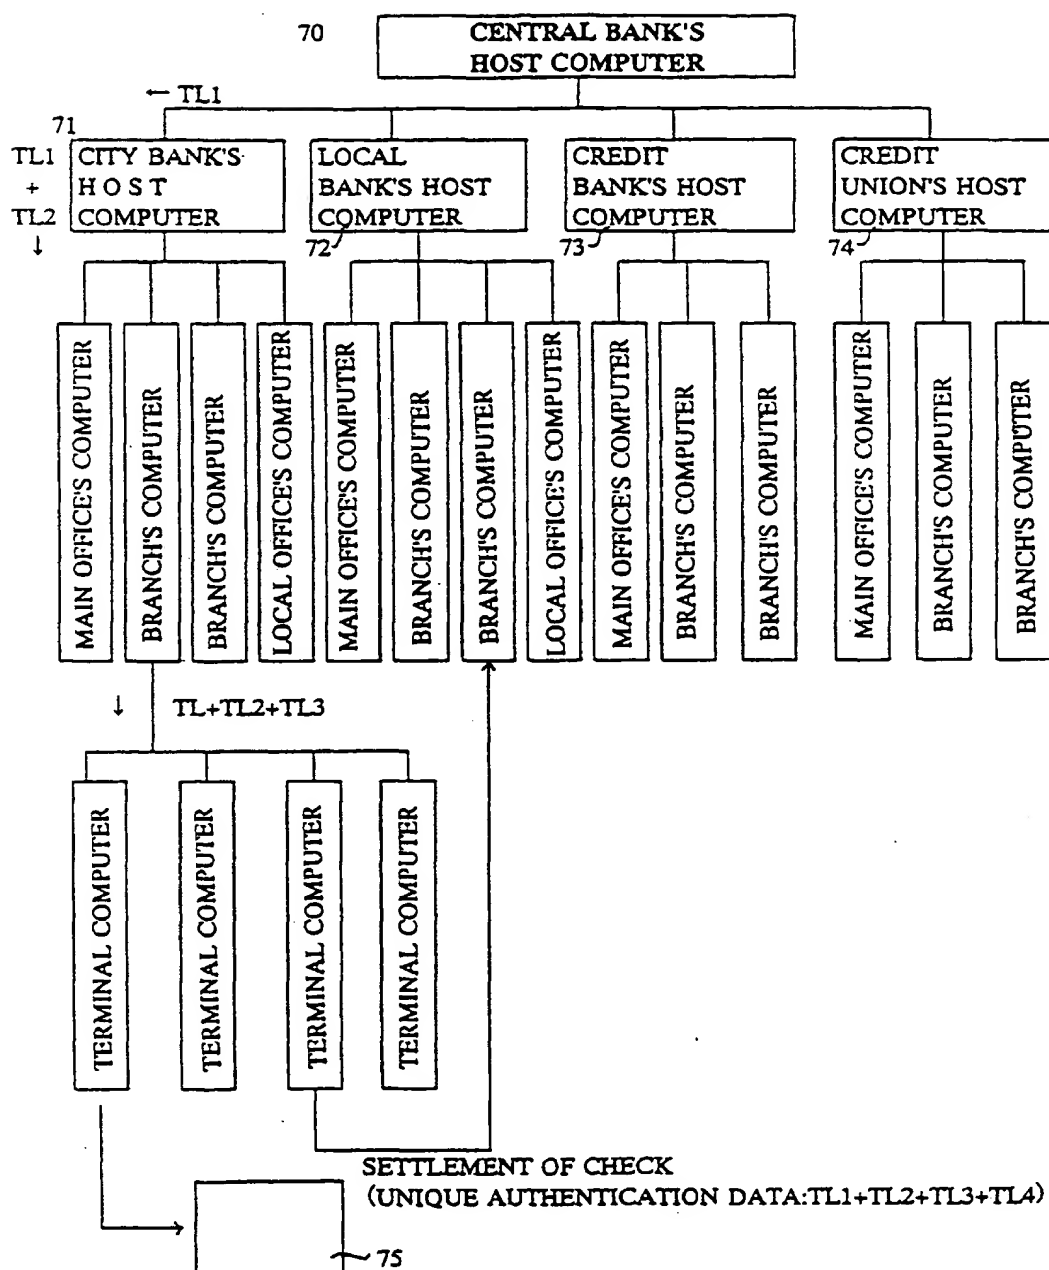 70
CENTRAL BANK'S
HOST COMPUTER
← TL1
71
TL1
+
TL2
↓
CITY BANK'S
HOST
COMPUTER
LOCAL
BANK'S HOST
COMPUTER
72
CREDIT
BANK'S HOST
COMPUTER
73
CREDIT
UNION'S HOST
COMPUTER
74
MAIN OFFICE'S COMPUTER
BRANCH'S COMPUTER
BRANCH'S COMPUTER
LOCAL OFFICE'S COMPUTER
MAIN OFFICE'S COMPUTER
BRANCH'S COMPUTER
BRANCH'S COMPUTER
LOCAL OFFICE'S COMPUTER
MAIN OFFICE'S COMPUTER
BRANCH'S COMPUTER
BRANCH'S COMPUTER
MAIN OFFICE'S COMPUTER
BRANCH'S COMPUTER
BRANCH'S COMPUTER
↓ TL+TL2+TL3
TERMINAL COMPUTER
TERMINAL COMPUTER
TERMINAL COMPUTER
TERMINAL COMPUTER
SETTLEMENT OF CHECK
(UNIQUE AUTHENTICATION DATA:TL1+TL2+TL3+TL4)
75